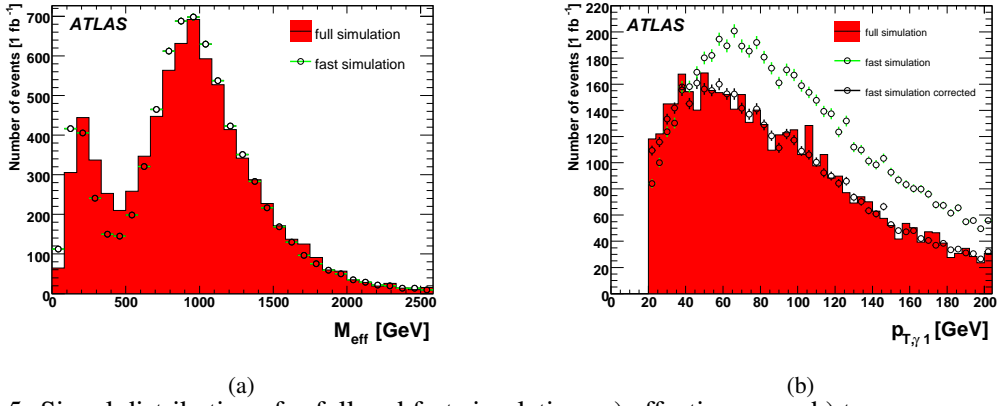 ATLAS
full simulation
fast simulation
Number of events [1 fb⁻¹]
700
600
500
400
300
200
100
0
0 500 1000 1500 2000 2500
M_eff [GeV]
(a)
ATLAS
full simulation
fast simulation
fast simulation corrected
Number of events [1 fb⁻¹]
220
200
180
160
140
120
100
80
60
40
20
0
0 20 40 60 80 100 120 140 160 180 200
p_T,γ 1 [GeV]
(b)